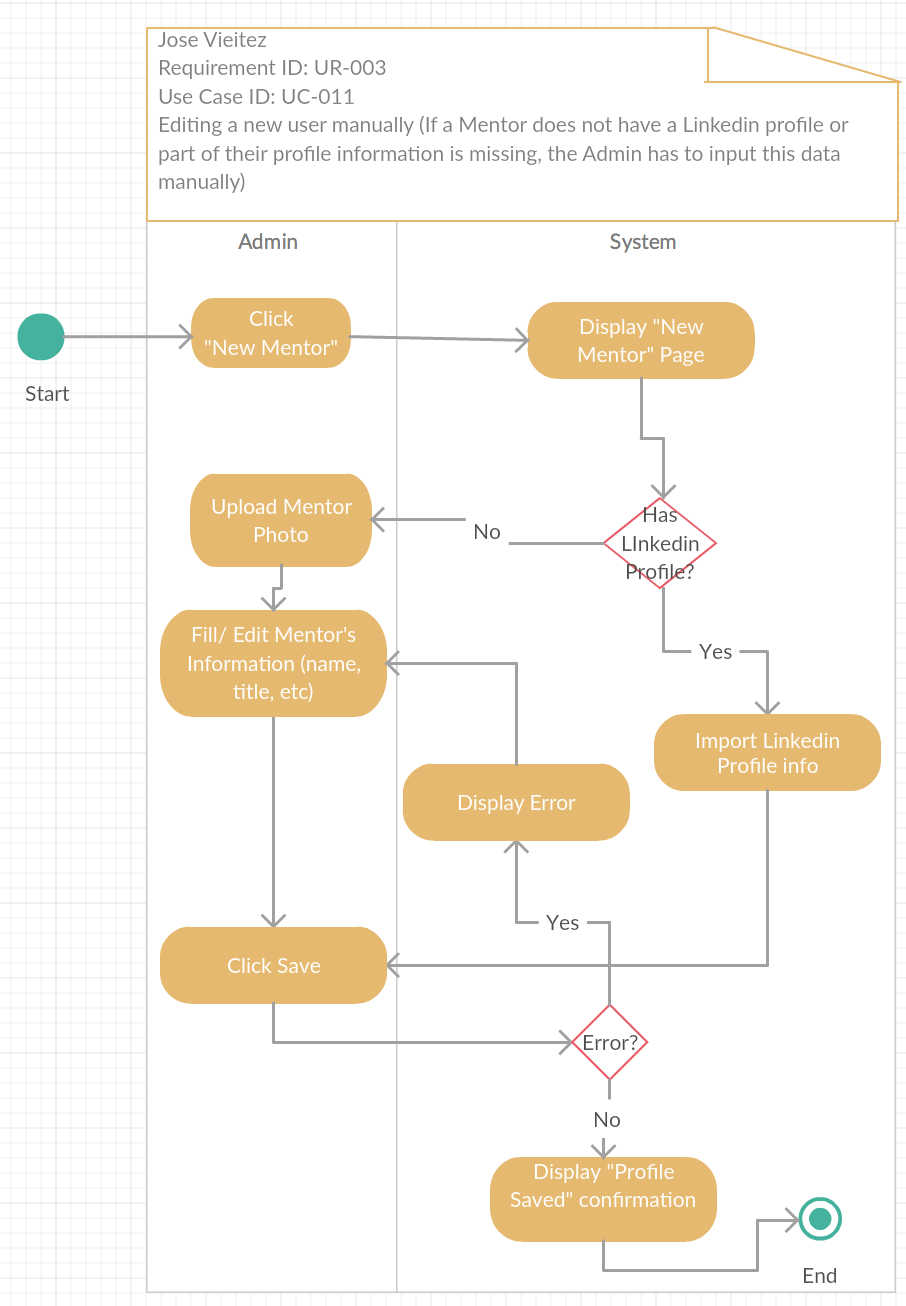 Jose Vieitez
Requirement ID: UR-003
Use Case ID: UC-011
Editing a new user manually (If a Mentor does not have a Linkedin profile or
part of their profile information is missing, the Admin has to input this data
manually)
Admin
System
Click
"New Mentor"
Display "New
Mentor" Page
Start
Upload Mentor
Photo
No
Has
LInkedin
Profile?
Fill/ Edit Mentor's
Information (name,
title, etc)
Yes
Import Linkedin
Profile info
Display Error
Yes
Click Save
Error?
No
Display "Profile
Saved" confirmation
End